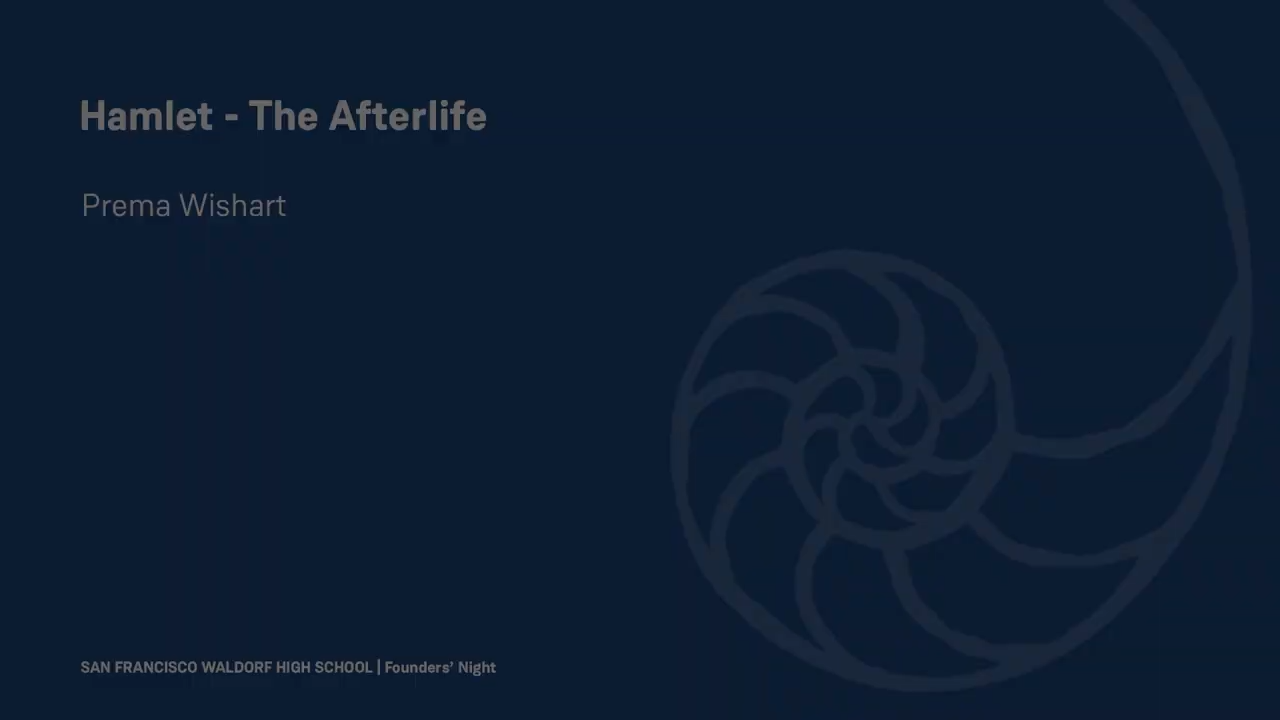 Hamlet - The Afterlife
Prema Wishart
SAN FRANCISCO WALDORF HIGH SCHOOL | Founders’ Night